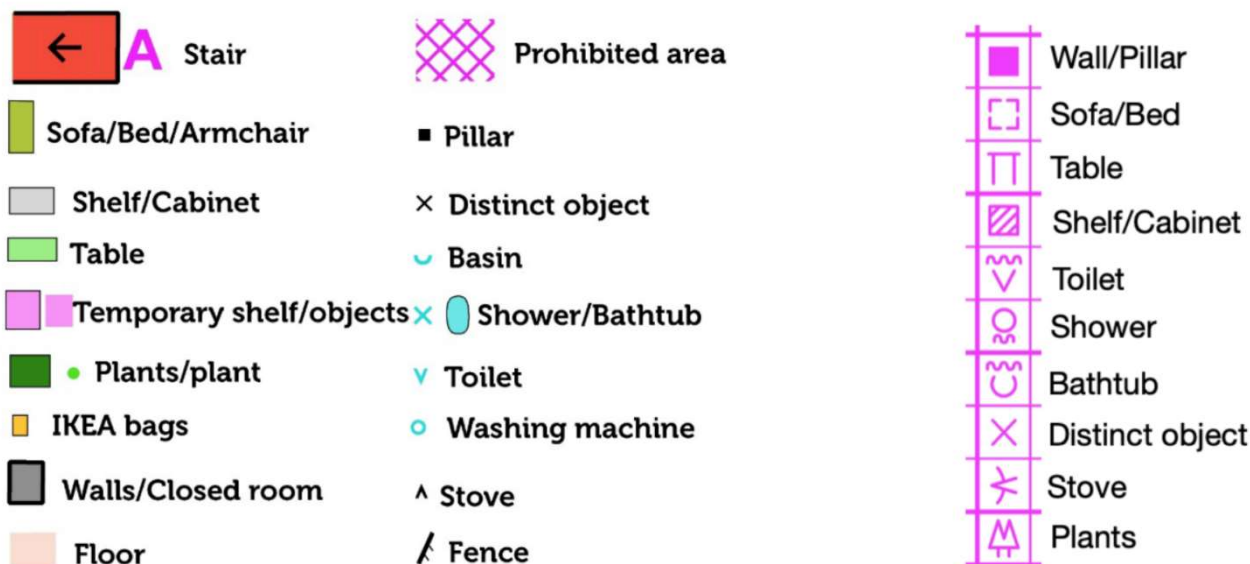 A Stair
Sofa/Bed/Armchair
Shelf/Cabinet
Table
Temporary shelf/objects
Plants/plant
IKEA bags
Walls/Closed room
Floor
Prohibited area
Pillar
Distinct object
Basin
Shower/Bathtub
Toilet
Washing machine
Stove
Fence
Wall/Pillar
Sofa/Bed
Table
Shelf/Cabinet
Toilet
Shower
Bathtub
Distinct object
Stove
Plants